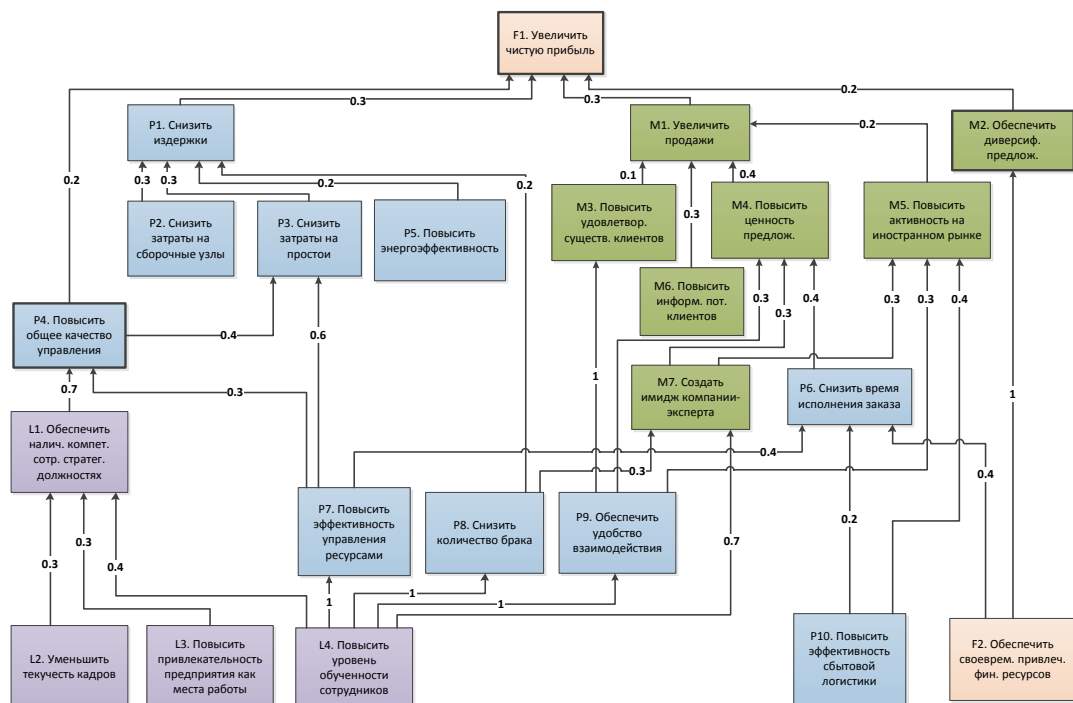 F1. Увеличить
чистую прибыль
0.3
0.3
0.2
P1. Снизить
издержки
M1. Увеличить
продажи
0.2
M2. Обеспечить
диверсиф.
предлож.
0.2
0.3
0.3
0.2
0.2
0.1
0.3
0.4
P2. Снизить
затраты на
сборочные узлы
P3. Снизить
затраты на
простои
P5. Повысить
энергоэффективность
M3. Повысить
удовлетвор.
существ. клиентов
M4. Повысить
ценность
предлож.
M5. Повысить
активность на
иностранном рынке
M6. Повысить
информ. пот.
клиентов
0.3
0.3
0.4
0.3
0.3
0.4
P4. Повысить
общее качество
управления
0.4
0.6
0.7
0.3
1
M7. Создать
имидж компании-
эксперта
P6. Снизить время
исполнения заказа
1
L1. Обеспечить
налич. компет.
сотр. стратег.
должностях
0.4
0.3
0.4
P7. Повысить
эффективность
управления
ресурсами
P8. Снизить
количество брака
P9. Обеспечить
удобство
взаимодействия
0.2
0.7
0.3
0.3
0.4
1
1
1
L2. Уменьшить
текучесть кадров
L3. Повысить
привлекательность
предприятия как
места работы
L4. Повысить
уровень
обученности
сотрудников
P10. Повысить
эффективность
сбытовой
логистики
F2. Обеспечить
своеврем. привлеч.
фин. ресурсов